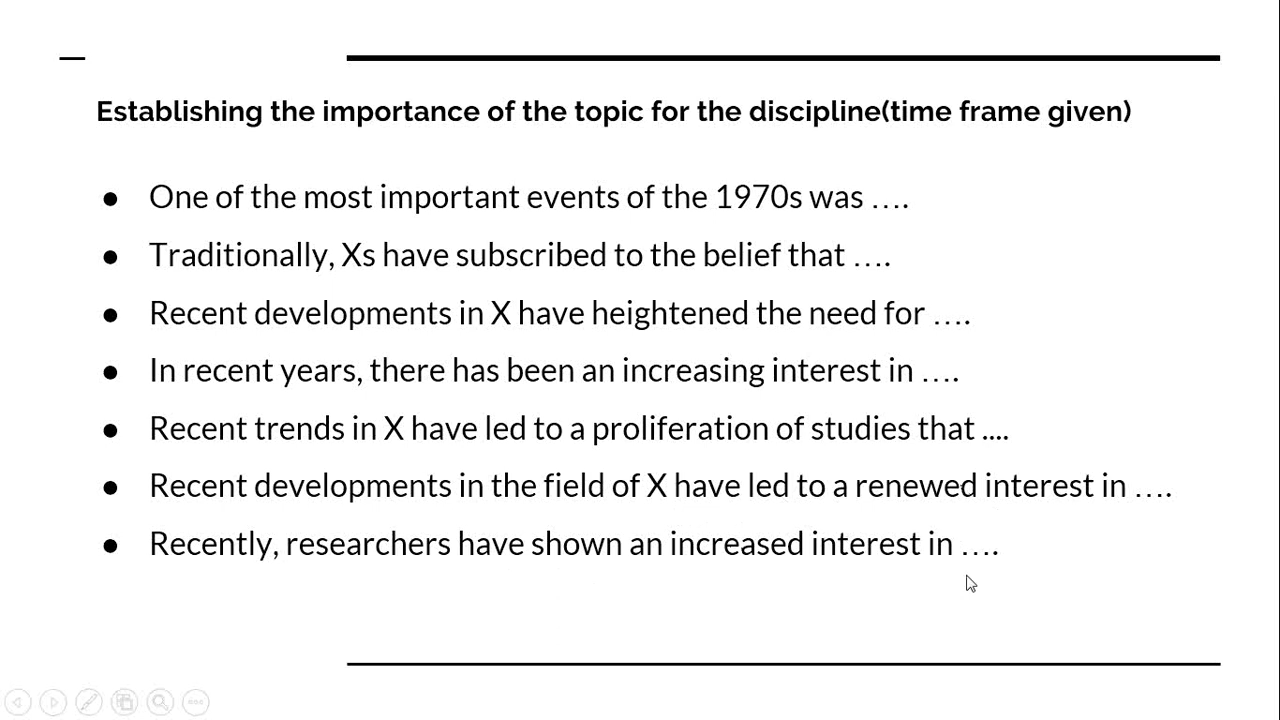 Establishing the importance of the topic for the discipline(time frame given)
● One of the most important events of the 1970s was ….
● Traditionally, Xs have subscribed to the belief that ….
● Recent developments in X have heightened the need for ….
● In recent years, there has been an increasing interest in ….
● Recent trends in X have led to a proliferation of studies that ....
● Recent developments in the field of X have led to a renewed interest in ….
● Recently, researchers have shown an increased interest in ….